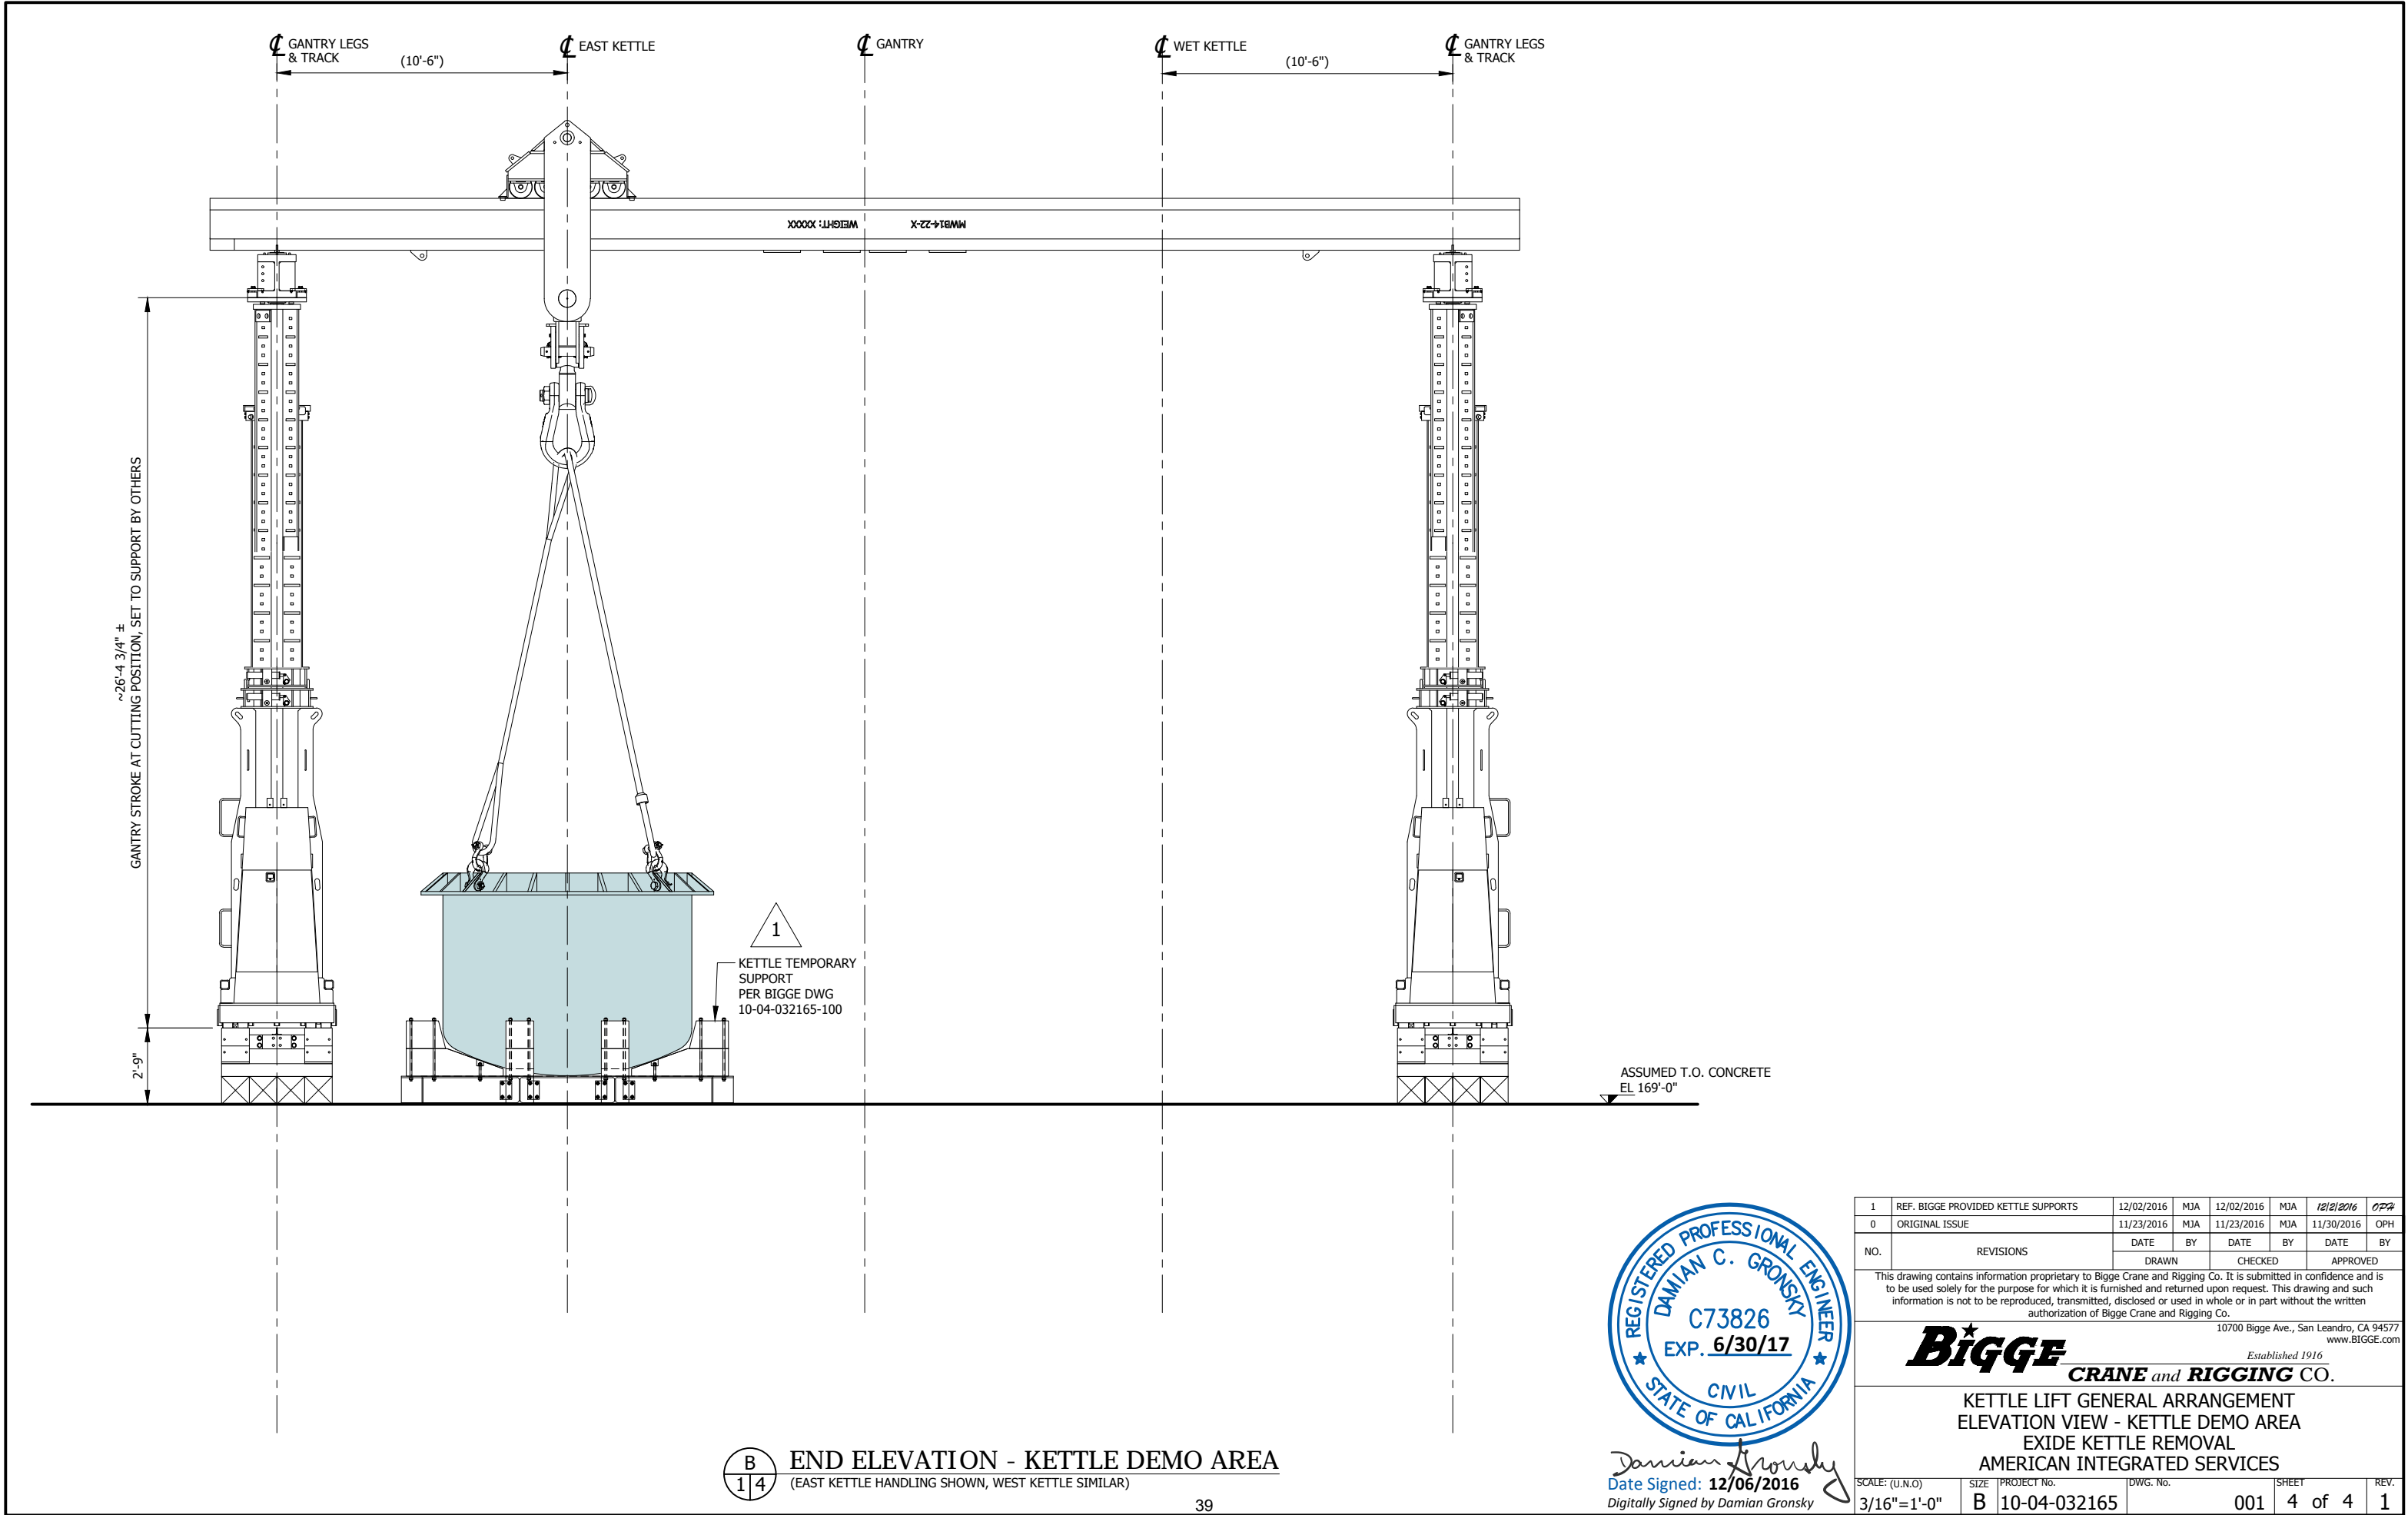 ℄ GANTRY LEGS
& TRACK
(10'-6")
℄ EAST KETTLE
℄ GANTRY
℄ WET KETTLE
(10'-6")
℄ GANTRY LEGS
& TRACK
MWB14-22-X WEIGHT: XXXXX
~26'-4 3/4" ±
GANTRY STROKE AT CUTTING POSITION, SET TO SUPPORT BY OTHERS
2'-9"
1
KETTLE TEMPORARY
SUPPORT
PER BIGGE DWG
10-04-032165-100
ASSUMED T.O. CONCRETE
EL 169'-0"
B
1 4
END ELEVATION - KETTLE DEMO AREA
(EAST KETTLE HANDLING SHOWN, WEST KETTLE SIMILAR)
39
REGISTERED PROFESSIONAL ENGINEER
DAMIAN C. GRONSKY
C73826
EXP. 6/30/17
CIVIL
STATE OF CALIFORNIA
Damian Gronsky
Date Signed: 12/06/2016
Digitally Signed by Damian Gronsky
1 REF. BIGGE PROVIDED KETTLE SUPPORTS 12/02/2016 MJA 12/02/2016 MJA 12/2/2016 OPH
0 ORIGINAL ISSUE 11/23/2016 MJA 11/23/2016 MJA 11/30/2016 OPH
NO. REVISIONS DATE BY DATE BY DATE BY
DRAWN CHECKED APPROVED
This drawing contains information proprietary to Bigge Crane and Rigging Co. It is submitted in confidence and is
to be used solely for the purpose for which it is furnished and returned upon request. This drawing and such
information is not to be reproduced, transmitted, disclosed or used in whole or in part without the written
authorization of Bigge Crane and Rigging Co.
10700 Bigge Ave., San Leandro, CA 94577
www.BIGGE.com
BIGGE
Established 1916
CRANE and RIGGING CO.
KETTLE LIFT GENERAL ARRANGEMENT
ELEVATION VIEW - KETTLE DEMO AREA
EXIDE KETTLE REMOVAL
AMERICAN INTEGRATED SERVICES
SCALE: (U.N.O) SIZE PROJECT No. DWG. No. SHEET REV.
3/16"=1'-0" B 10-04-032165 001 4 of 4 1